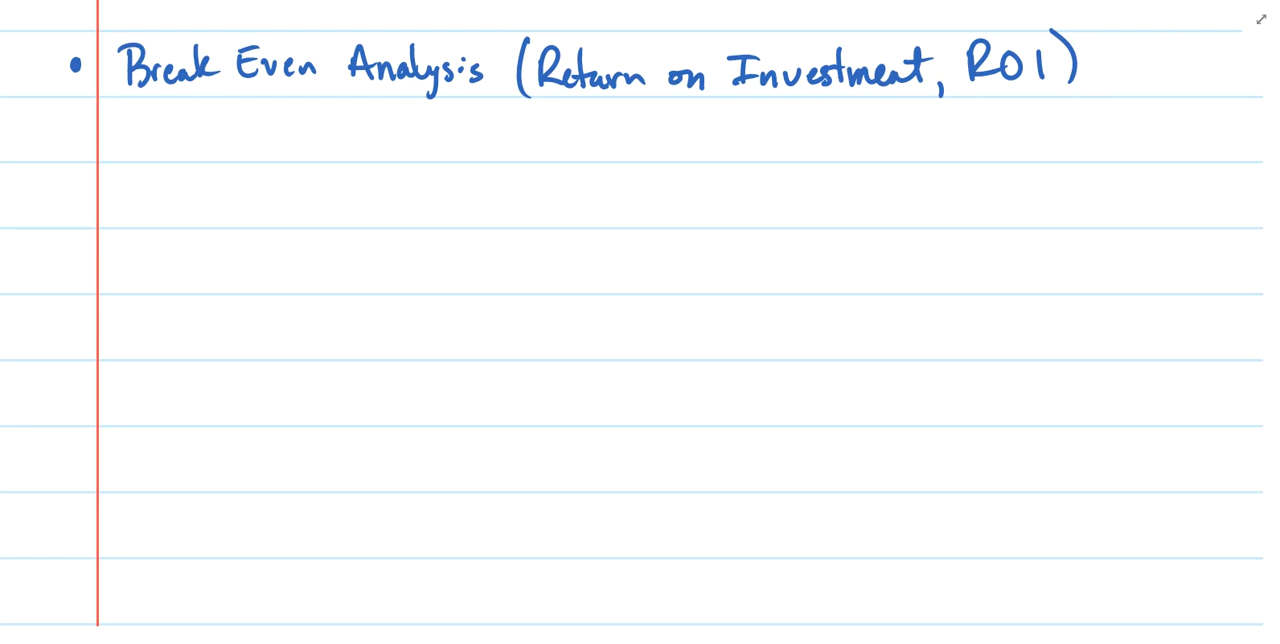 • Break Even Analysis (Return on Investment, ROI)